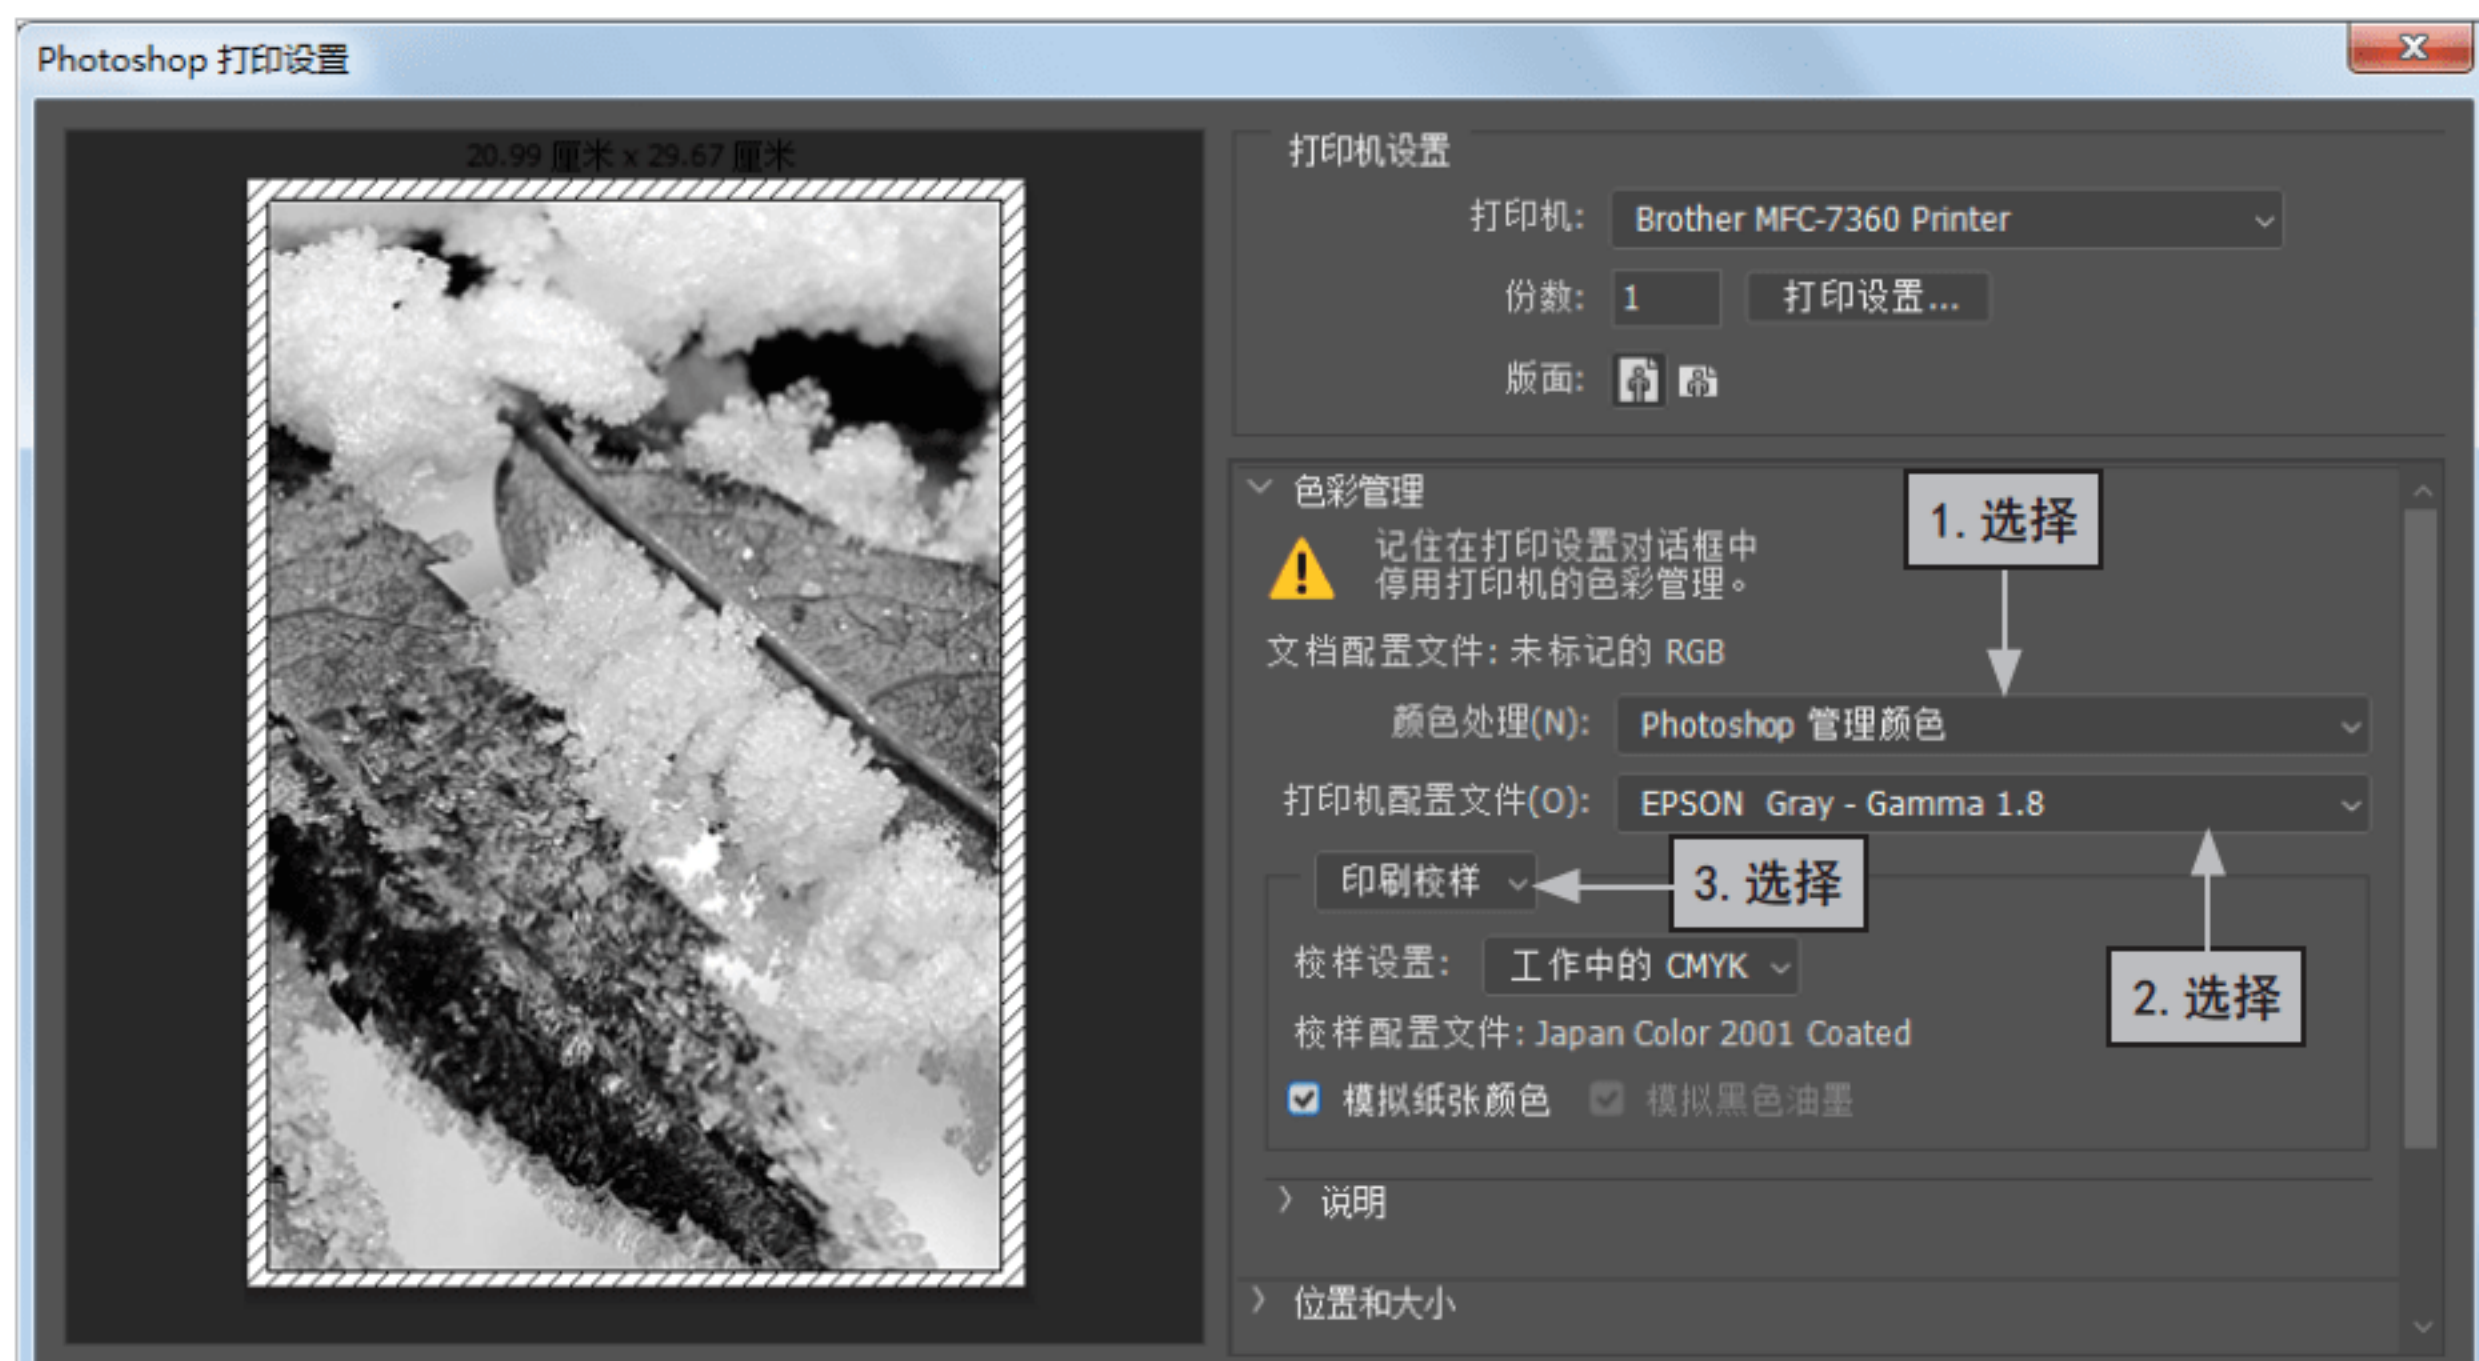 Photoshop 打印设置
20.99 厘米 x 29.67 厘米
打印机设置
打印机: Brother MFC-7360 Printer
份数: 1 打印设置...
版面:
色彩管理
1. 选择
记住在打印设置对话框中
停用打印机的色彩管理。
文档配置文件: 未标记的 RGB
颜色处理(N): Photoshop 管理颜色
打印机配置文件(O): EPSON Gray - Gamma 1.8
印刷校样
3. 选择
2. 选择
校样设置: 工作中的 CMYK
校样配置文件: Japan Color 2001 Coated
模拟纸张颜色 模拟黑色油墨
说明
位置和大小